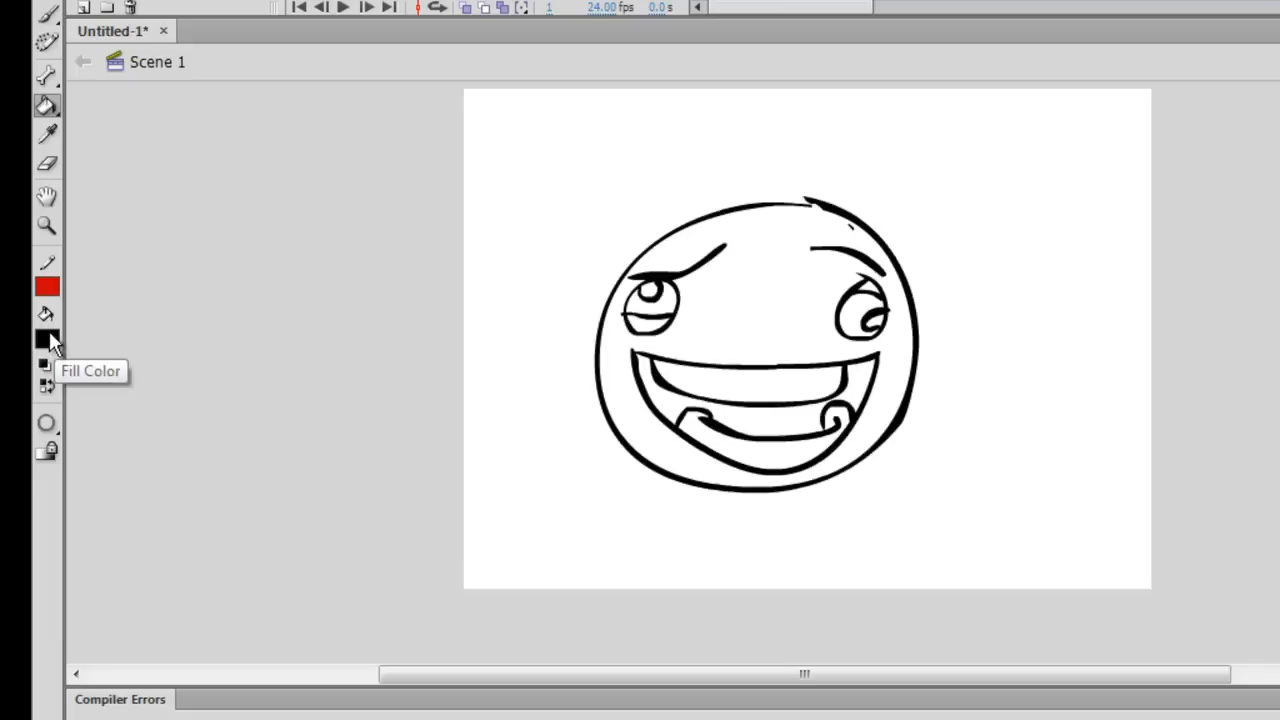 1 24.00 fps 0.0 s
Untitled-1* ×
Scene 1
Fill Color
Compiler Errors